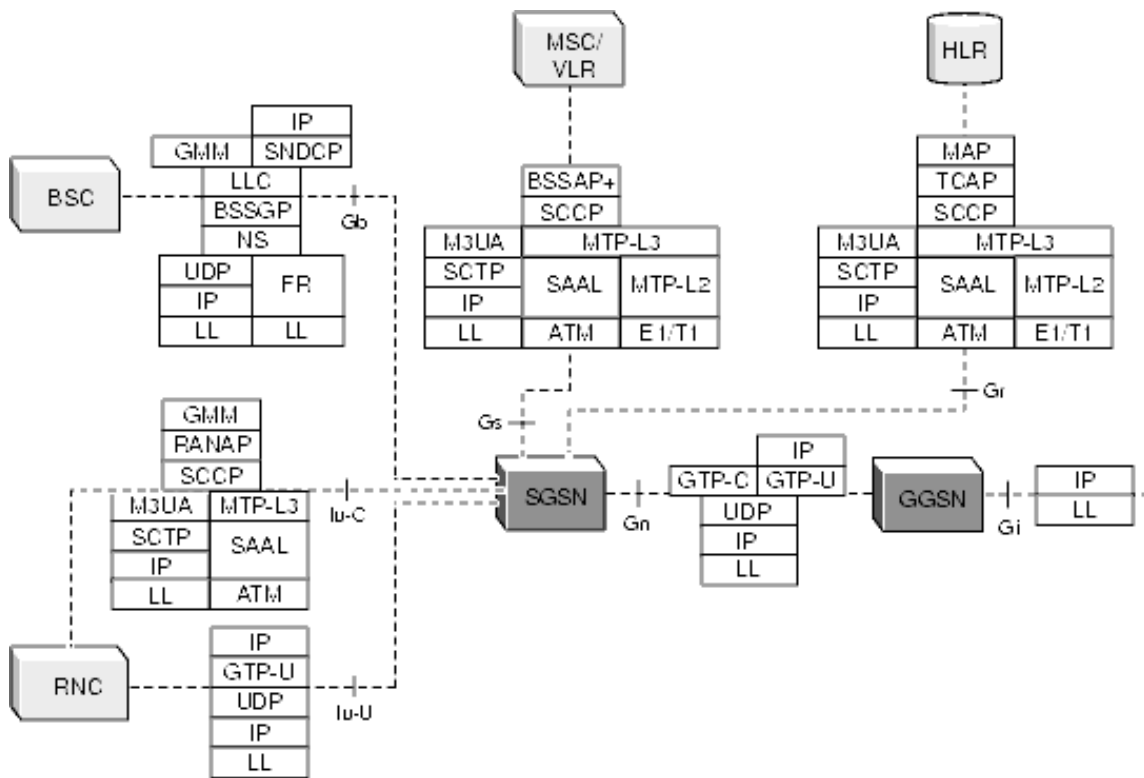 MSC/
VLR
HLR
IP
GMM SNDCP
LLC
BSSGP
NS
UDP FR
IP
LL LL
BSC
Gb
BSSAP+
SCCP
M3UA MTP-L3
SCTP SAAL MTP-L2
IP
LL ATM E1/T1
MAP
TCAP
SCCP
M3UA MTP-L3
SCTP SAAL MTP-L2
IP
LL ATM E1/T1
Gs
Gr
GMM
RANAP
SCCP
M3UA MTP-L3
SCTP SAAL
IP
LL ATM
Iu-C
SGSN
Gn
IP
GTP-C GTP-U
UDP
IP
LL
GGSN
Gi
IP
LL
RNC
IP
GTP-U
UDP
IP
LL
Iu-U